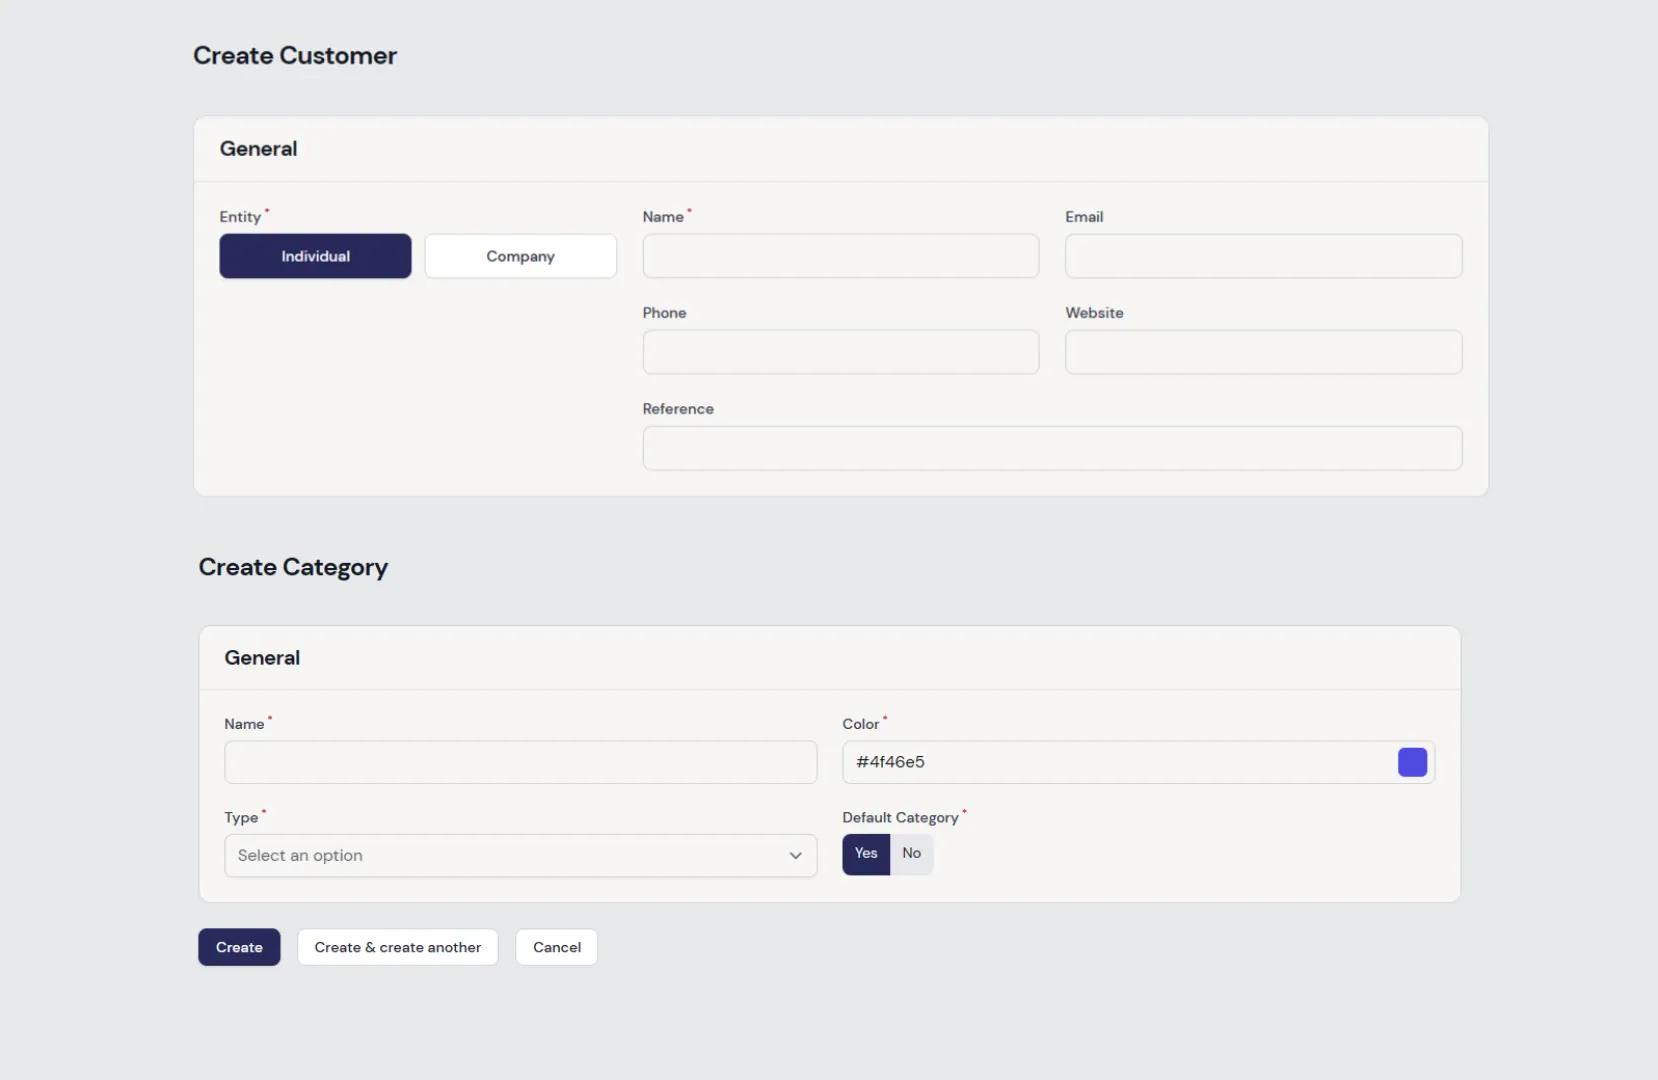 Create Customer
General
Entity*
Name*
Email
Individual
Company
Phone
Website
Reference
Create Category
General
Name*
Color*
#4f46e5
Type*
Default Category*
Select an option
Yes
No
Create
Create & create another
Cancel